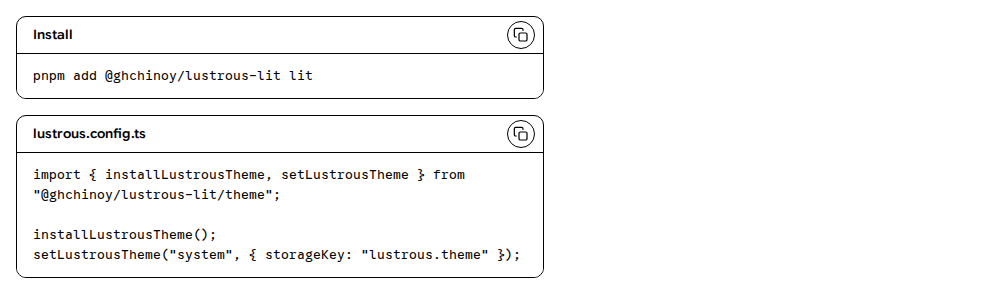 Install
pnpm add @ghchinoy/lustrous-lit lit
lustrous.config.ts
import { installLustrousTheme, setLustrousTheme } from
"@ghchinoy/lustrous-lit/theme";
installLustrousTheme();
setLustrousTheme("system", { storageKey: "lustrous.theme" });